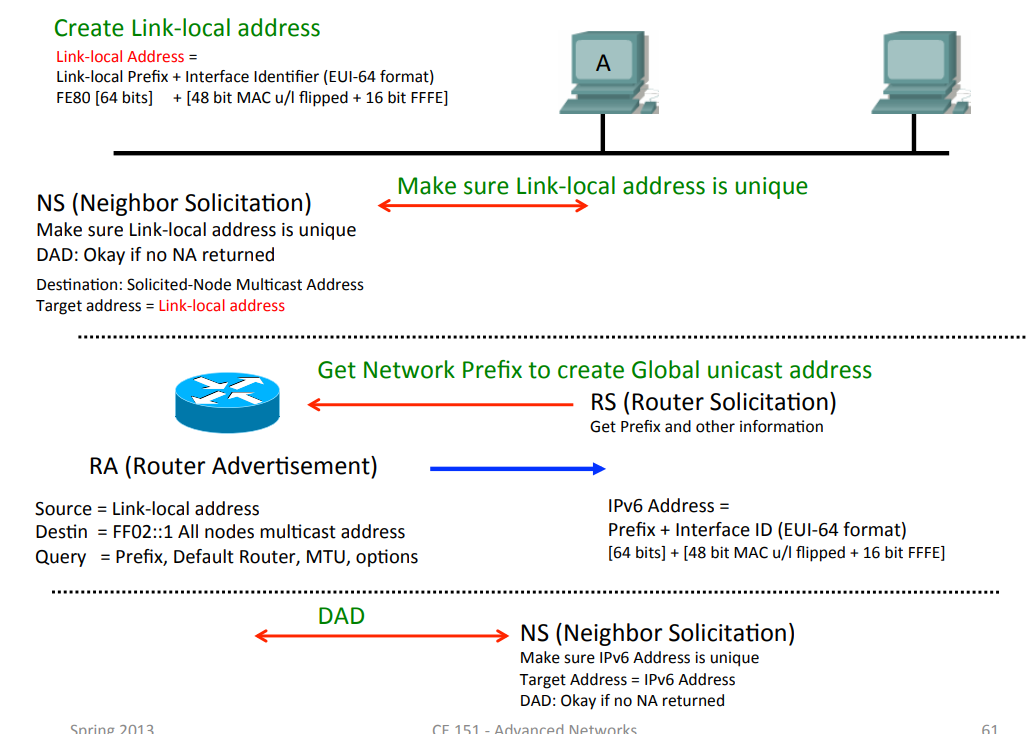 Create Link-local address
Link-local Address =
Link-local Prefix + Interface Identifier (EUI-64 format)
FE80 [64 bits] + [48 bit MAC u/l flipped + 16 bit FFFE]
A
Make sure Link-local address is unique
NS (Neighbor Solicitation)
Make sure Link-local address is unique
DAD: Okay if no NA returned
Destination: Solicited-Node Multicast Address
Target address = Link-local address
Get Network Prefix to create Global unicast address
RS (Router Solicitation)
Get Prefix and other information
RA (Router Advertisement)
Source = Link-local address
Destin = FF02::1 All nodes multicast address
Query = Prefix, Default Router, MTU, options
IPv6 Address =
Prefix + Interface ID (EUI-64 format)
[64 bits] + [48 bit MAC u/l flipped + 16 bit FFFE]
DAD
NS (Neighbor Solicitation)
Make sure IPv6 Address is unique
Target Address = IPv6 Address
DAD: Okay if no NA returned
Spring 2013
CE 151 - Advanced Networks
61